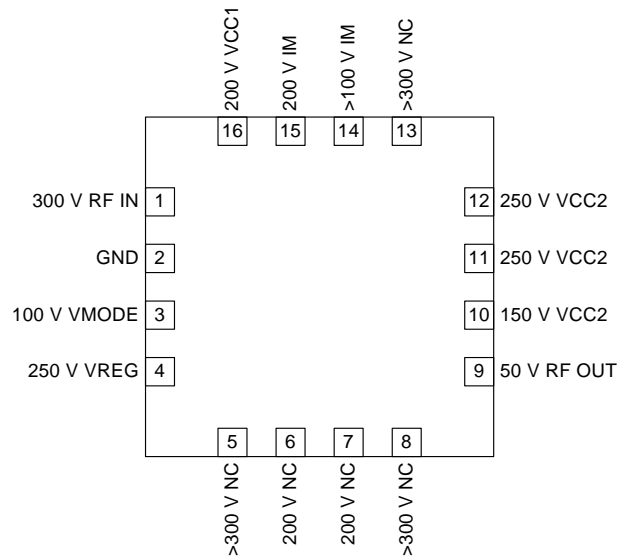 200 V VCC1
200 V IM
>100 V IM
>300 V NC
16
15
14
13
300 V RF IN 1
GND 2
100 V VMODE 3
250 V VREG 4
12 250 V VCC2
11 250 V VCC2
10 150 V VCC2
9 50 V RF OUT
5
6
7
8
>300 V NC
200 V NC
200 V NC
>300 V NC